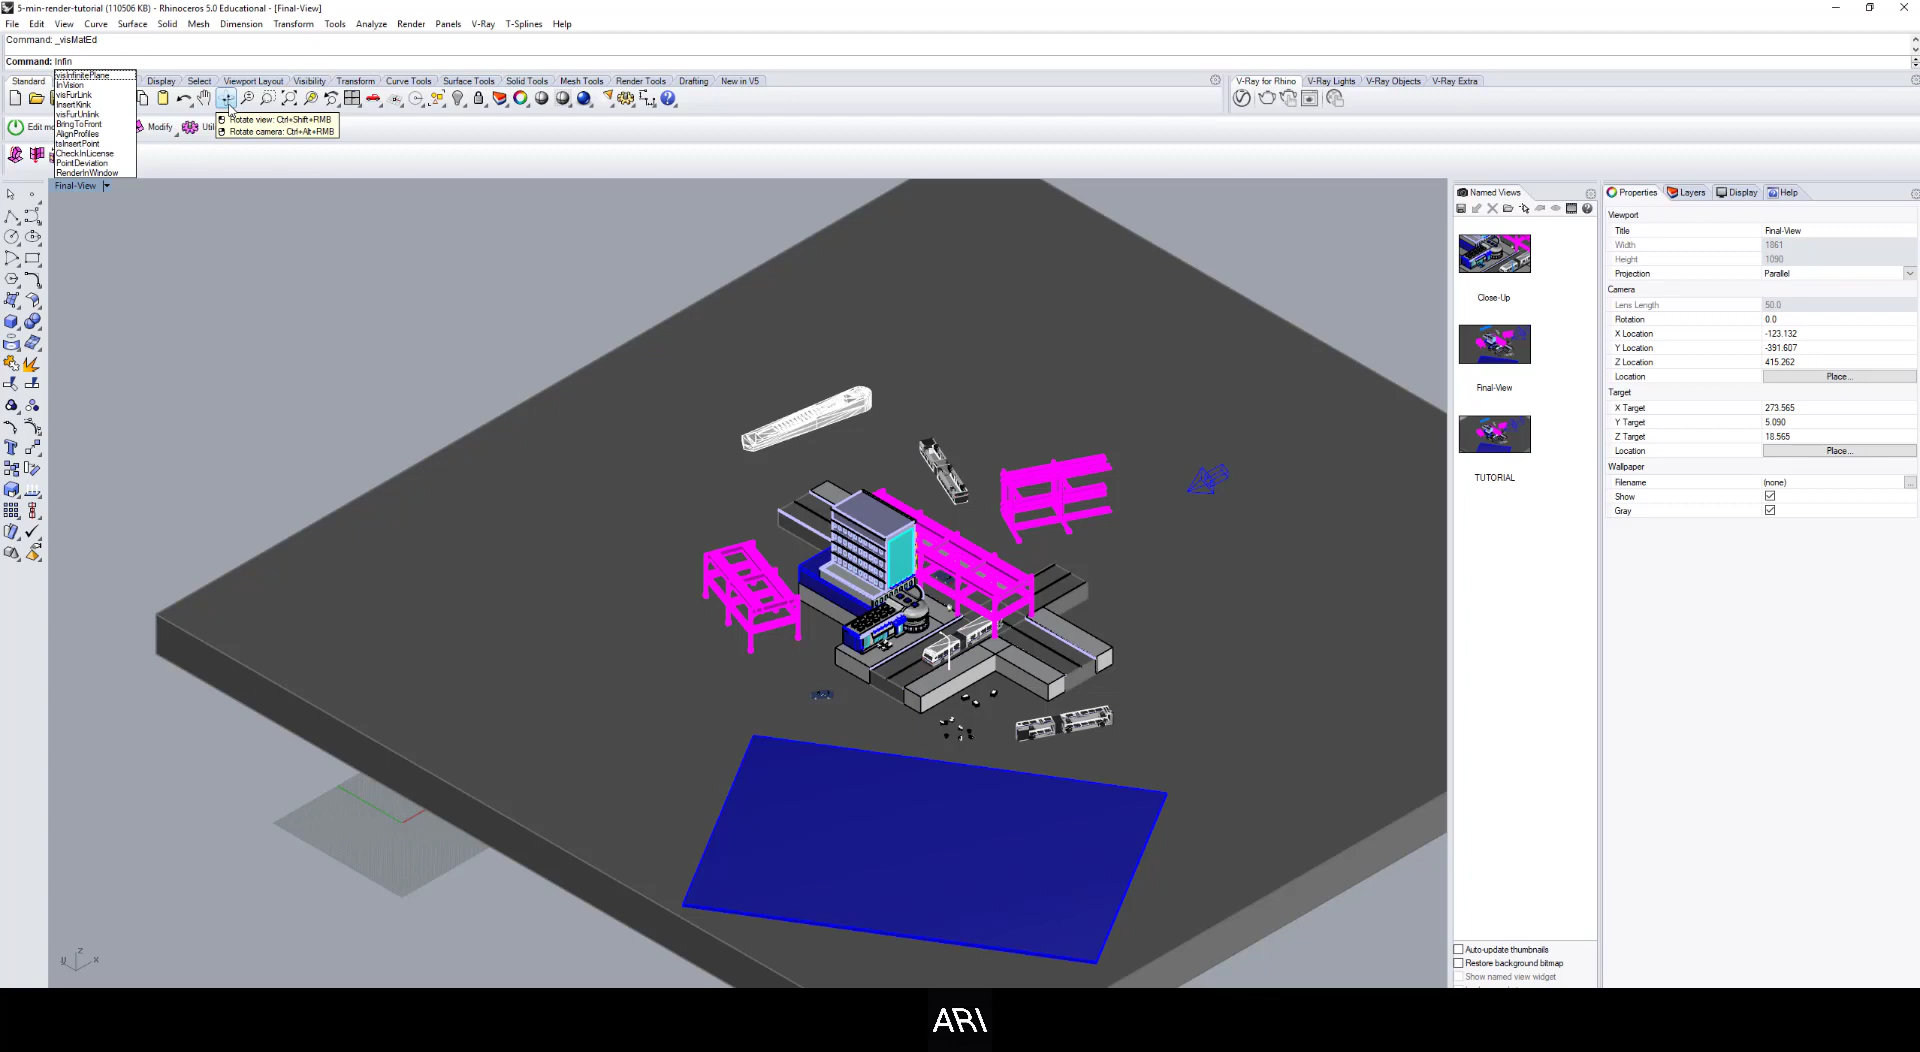 5-min-render-tutorial (110506 KB) - Rhinoceros 5.0 Educational - [Final-View]
File Edit View Curve Surface Solid Mesh Dimension Transform Tools Analyze Render Panels V-Ray T-Splines Help
Command: _visMatEd
Command: Infin
Standard Display Select Viewport Layout Visibility Transform Curve Tools Surface Tools Solid Tools Mesh Tools Render Tools Drafting New in V5
V-Ray for Rhino V-Ray Lights V-Ray Objects V-Ray Extra
visInfinitePlane
InVision
visFurLink
InsertKink
visFurUnlink
BringToFront
AlignProfiles
tsInsertPoint
CheckInLicense
PointDeviation
RenderInWindow
Edit mo Modify Util
Rotate view: Ctrl+Shift+RMB
Rotate camera: Ctrl+Alt+RMB
Final-View
Named Views
Close-Up
Final-View
TUTORIAL
Auto-update thumbnails
Restore background bitmap
Show named view widget
Properties Layers Display Help
Viewport
Title Final-View
Width 1861
Height 1090
Projection Parallel
Camera
Lens Length 50.0
Rotation 0.0
X Location -123.132
Y Location -391.607
Z Location 415.262
Location Place...
Target
X Target 273.565
Y Target 5.090
Z Target 18.565
Location Place...
Wallpaper
Filename (none) ...
Show
Gray
z
x